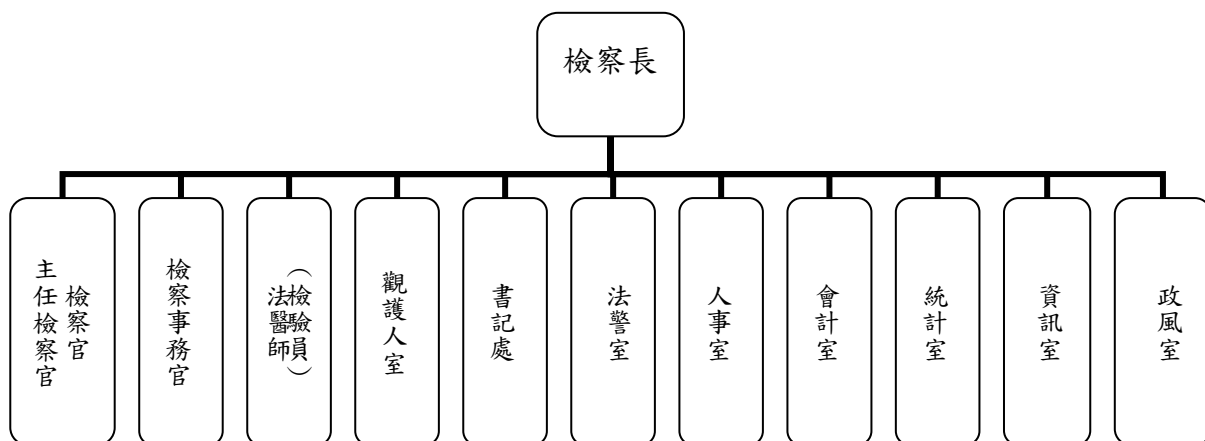 檢察長
主任檢察官
檢察官
檢察事務官
法醫師
（檢驗員）
觀護人室
書記處
法警室
人事室
會計室
統計室
資訊室
政風室